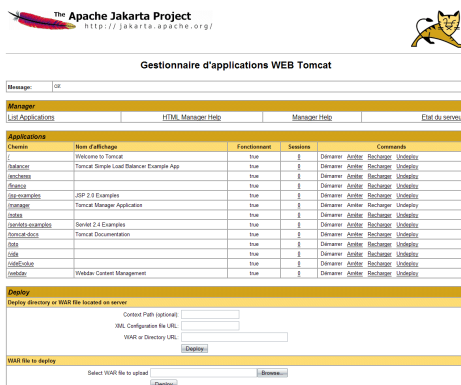 The Apache Jakarta Project
http://jakarta.apache.org/
Gestionnaire d'applications WEB Tomcat
Message: OK
Manager
List Applications HTML Manager Help Manager Help Etat du serveu
Applications
Chemin Nom d'affichage Fonctionnant Sessions Commands
/ Welcome to Tomcat true 0 Démarrer Arrêter Recharger Undeploy
/balancer Tomcat Simple Load Balancer Example App true 0 Démarrer Arrêter Recharger Undeploy
/encheres true 0 Démarrer Arrêter Recharger Undeploy
/finance true 0 Démarrer Arrêter Recharger Undeploy
/jsp-examples JSP 2.0 Examples true 0 Démarrer Arrêter Recharger Undeploy
/manager Tomcat Manager Application true 0 Démarrer Arrêter Recharger Undeploy
/notes true 0 Démarrer Arrêter Recharger Undeploy
/servlets-examples Servlet 2.4 Examples true 0 Démarrer Arrêter Recharger Undeploy
/tomcat-docs Tomcat Documentation true 0 Démarrer Arrêter Recharger Undeploy
true 0 Démarrer Arrêter Recharger Undeploy
/vide true 0 Démarrer Arrêter Recharger Undeploy
/videEvolue true 0 Démarrer Arrêter Recharger Undeploy
/webdav Webdav Content Management true 0 Démarrer Arrêter Recharger Undeploy
Deploy
Deploy directory or WAR file located on server
Context Path (optional):
XML Configuration file URL:
WAR or Directory URL:
Deploy
WAR file to deploy
Select WAR file to upload Browse...
Deploy